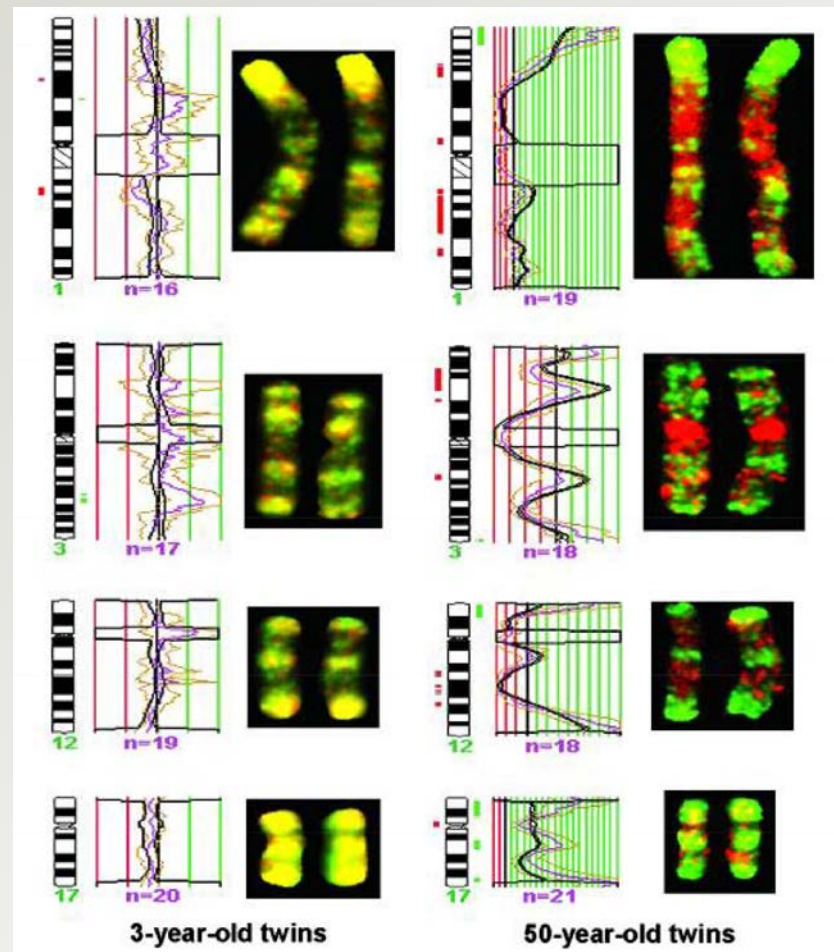 1 n=16
1 n=19
3 n=17
3 n=18
12 n=19
12 n=18
17 n=20
17 n=21
3-year-old twins 50-year-old twins